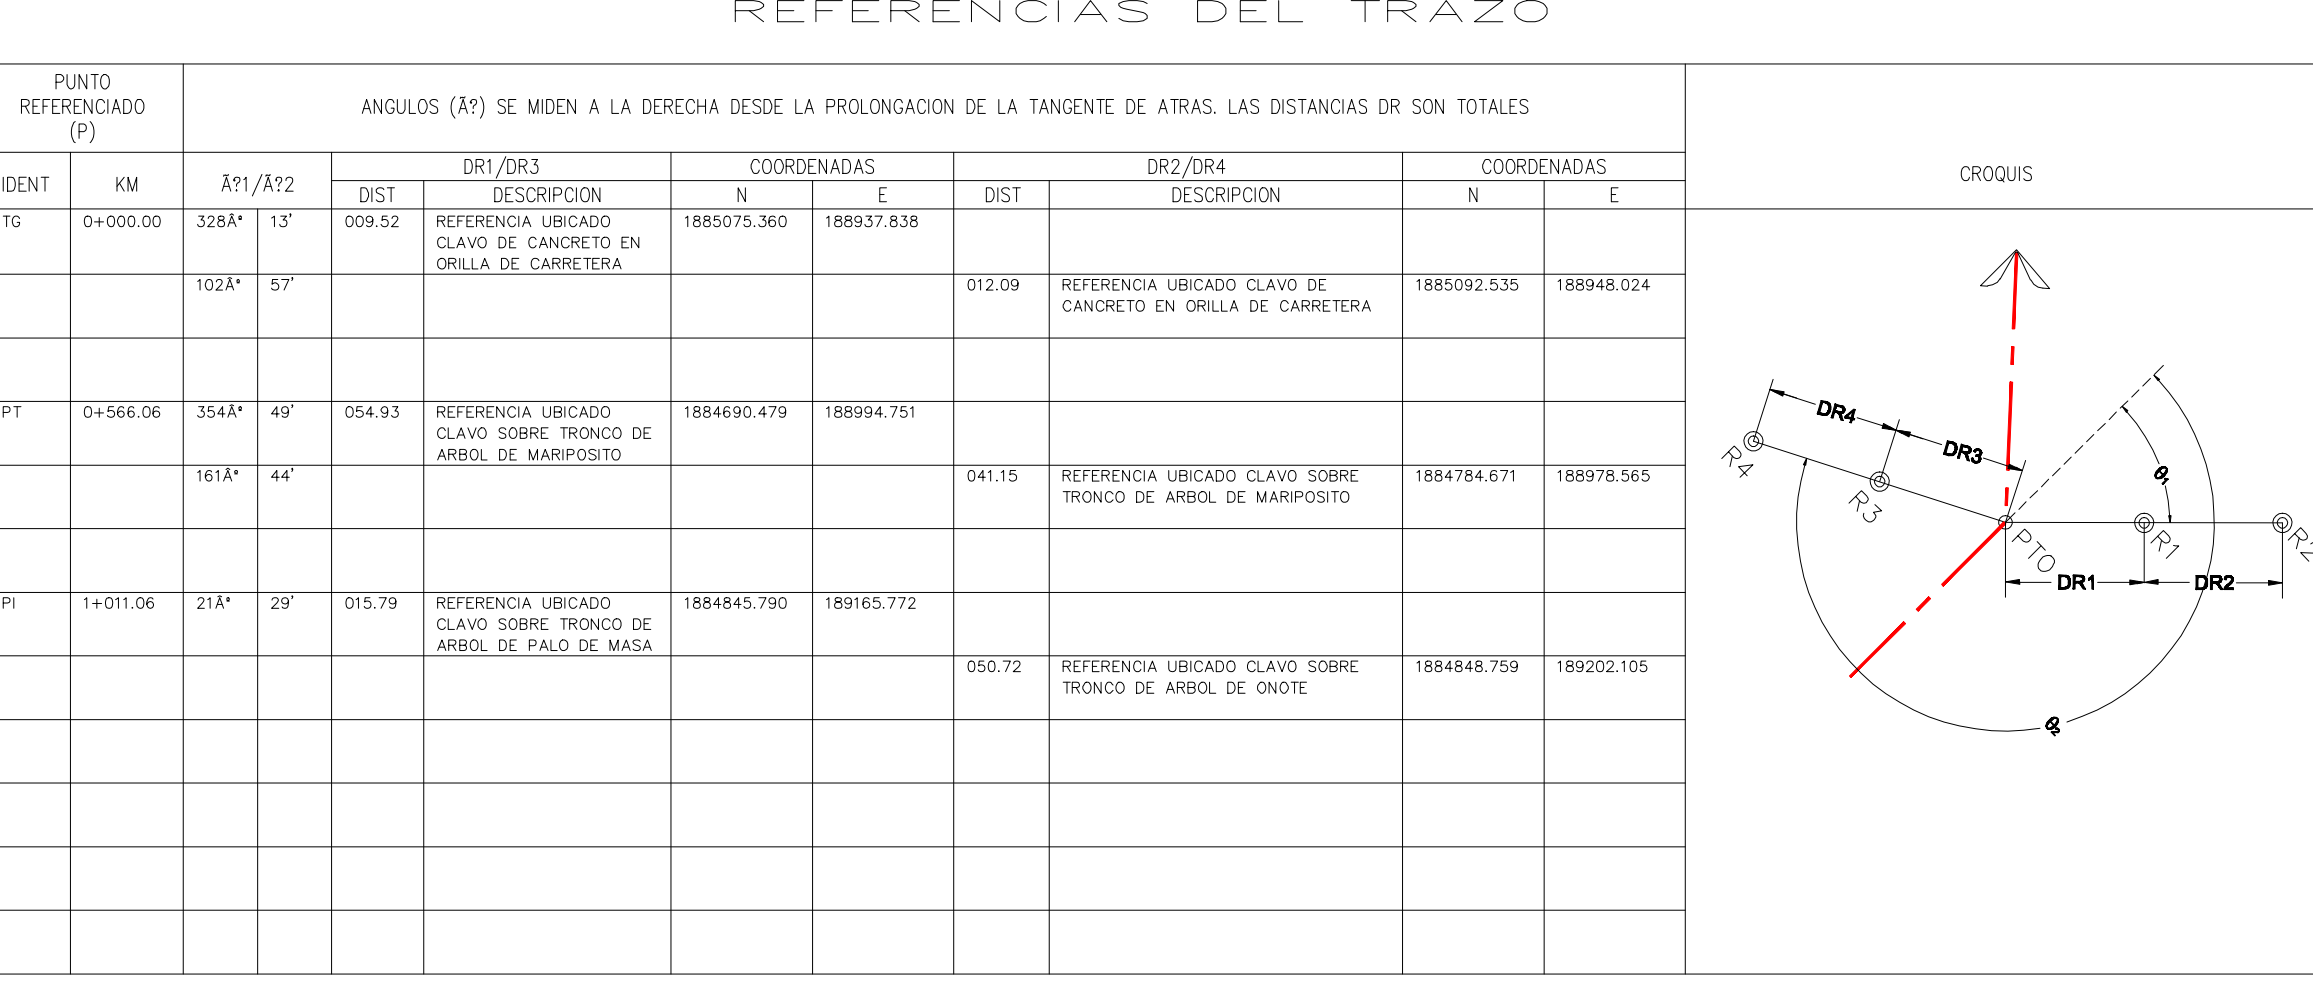 REFERENCIAS DEL TRAZO
PUNTO
REFERENCIADO
(P)
ANGULOS (Ã?) SE MIDEN A LA DERECHA DESDE LA PROLONGACION DE LA TANGENTE DE ATRAS. LAS DISTANCIAS DR SON TOTALES
CROQUIS
IDENT KM Ã?1/Ã?2 DR1/DR3 COORDENADAS DR2/DR4 COORDENADAS
DIST DESCRIPCION N E DIST DESCRIPCION N E
TG 0+000.00 328Âª 13' 009.52 REFERENCIA UBICADO 1885075.360 188937.838
CLAVO DE CANCRETO EN
ORILLA DE CARRETERA
102Âª 57' 012.09 REFERENCIA UBICADO CLAVO DE 1885092.535 188948.024
CANCRETO EN ORILLA DE CARRETERA
PT 0+566.06 354Âª 49' 054.93 REFERENCIA UBICADO 1884690.479 188994.751
CLAVO SOBRE TRONCO DE
ARBOL DE MARIPOSITO
161Âª 44' 041.15 REFERENCIA UBICADO CLAVO SOBRE 1884784.671 188978.565
TRONCO DE ARBOL DE MARIPOSITO
PI 1+011.06 21Âª 29' 015.79 REFERENCIA UBICADO 1884845.790 189165.772
CLAVO SOBRE TRONCO DE
ARBOL DE PALO DE MASA
050.72 REFERENCIA UBICADO CLAVO SOBRE 1884848.759 189202.105
TRONCO DE ARBOL DE ONOTE
DR4
DR3
R4
R3
θ1
PTO
R1
R2
DR1
DR2
θ2